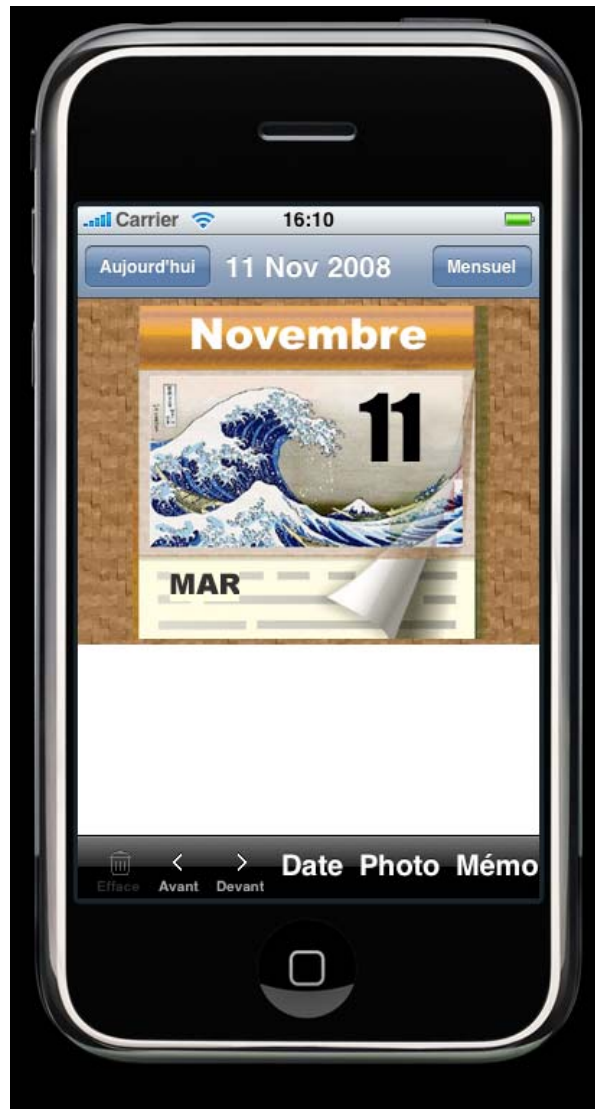 Carrier 16:10
Aujourd'hui 11 Nov 2008 Mensuel
Novembre
11
MAR
Efface Avant Devant Date Photo Mémo